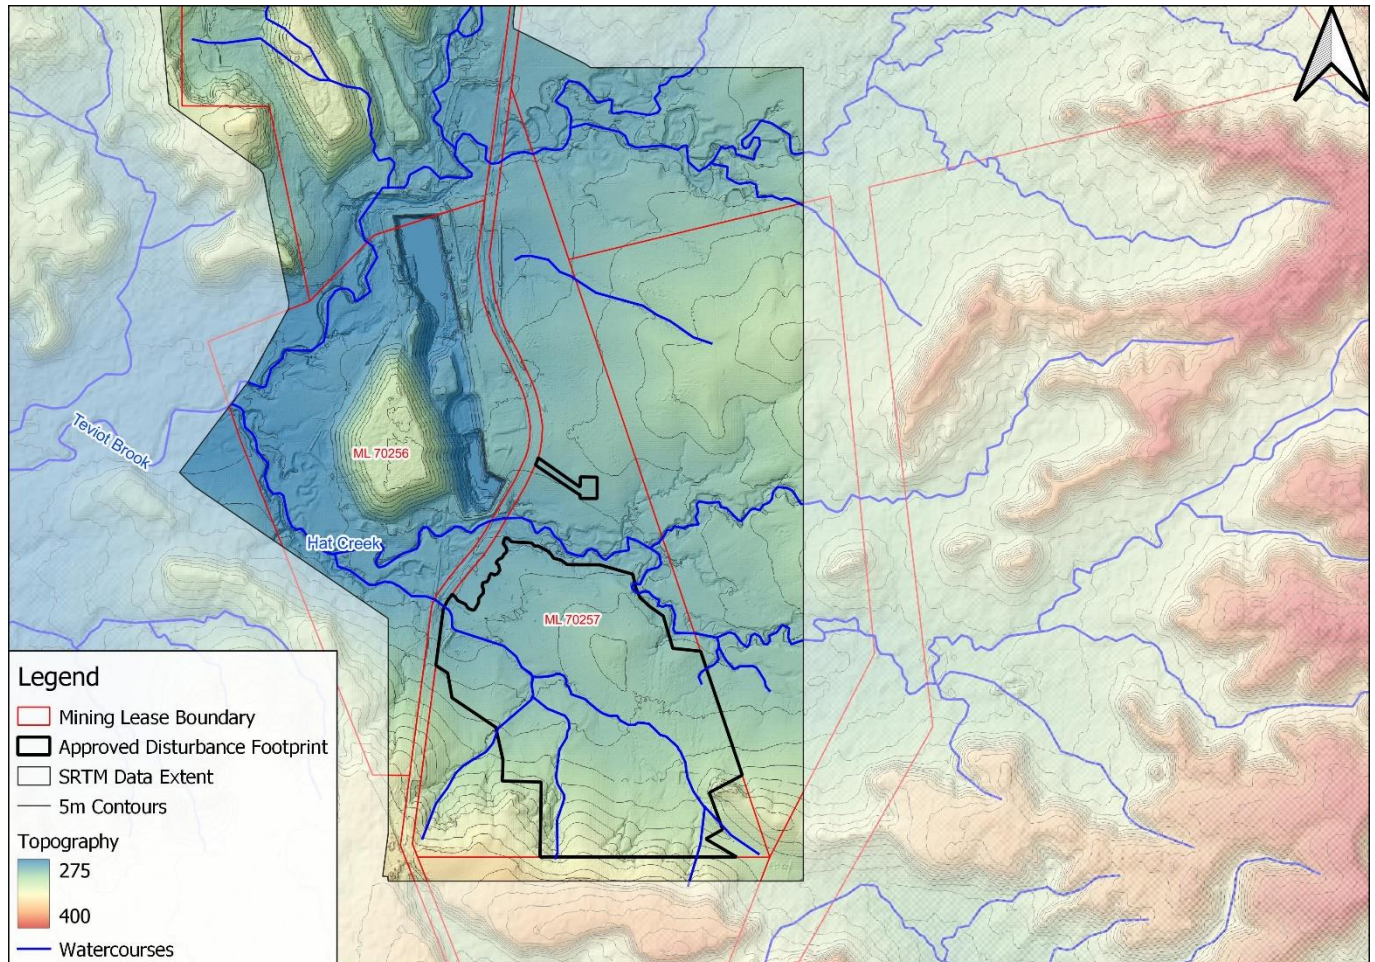 Teviot Brook
ML 70256
Hat Creek
ML 70257
Legend
Mining Lease Boundary
Approved Disturbance Footprint
SRTM Data Extent
5m Contours
Topography
275
400
Watercourses